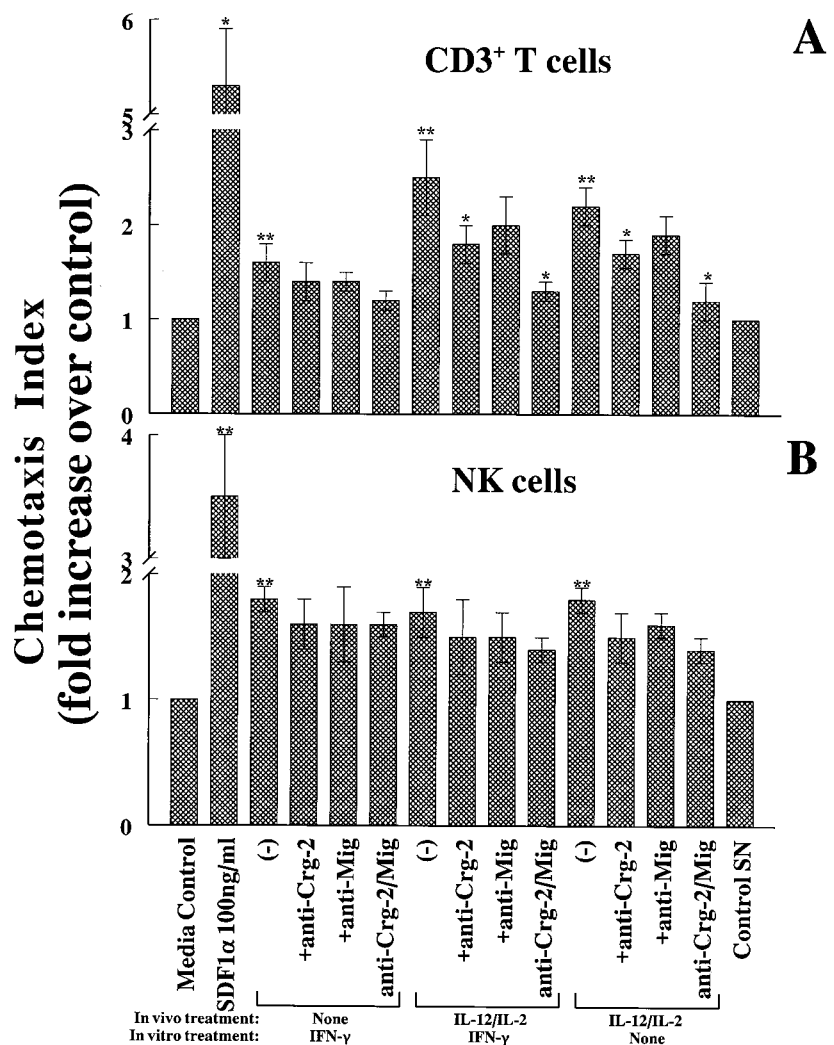 A
CD3⁺ T cells
Chemotaxis Index
(fold increase over control)
6
5
3
2
1
0
*
**
**
*
*
**
*
*
B
NK cells
4
3
2
1
0
**
**
**
**
Media Control
SDF1α 100ng/ml
(-)
+anti-Crg-2
+anti-Mig
anti-Crg-2/Mig
(-)
+anti-Crg-2
+anti-Mig
anti-Crg-2/Mig
(-)
+anti-Crg-2
+anti-Mig
anti-Crg-2/Mig
Control SN
In vivo treatment: None IL-12/IL-2 IL-12/IL-2
In vitro treatment: IFN-γ IFN-γ None